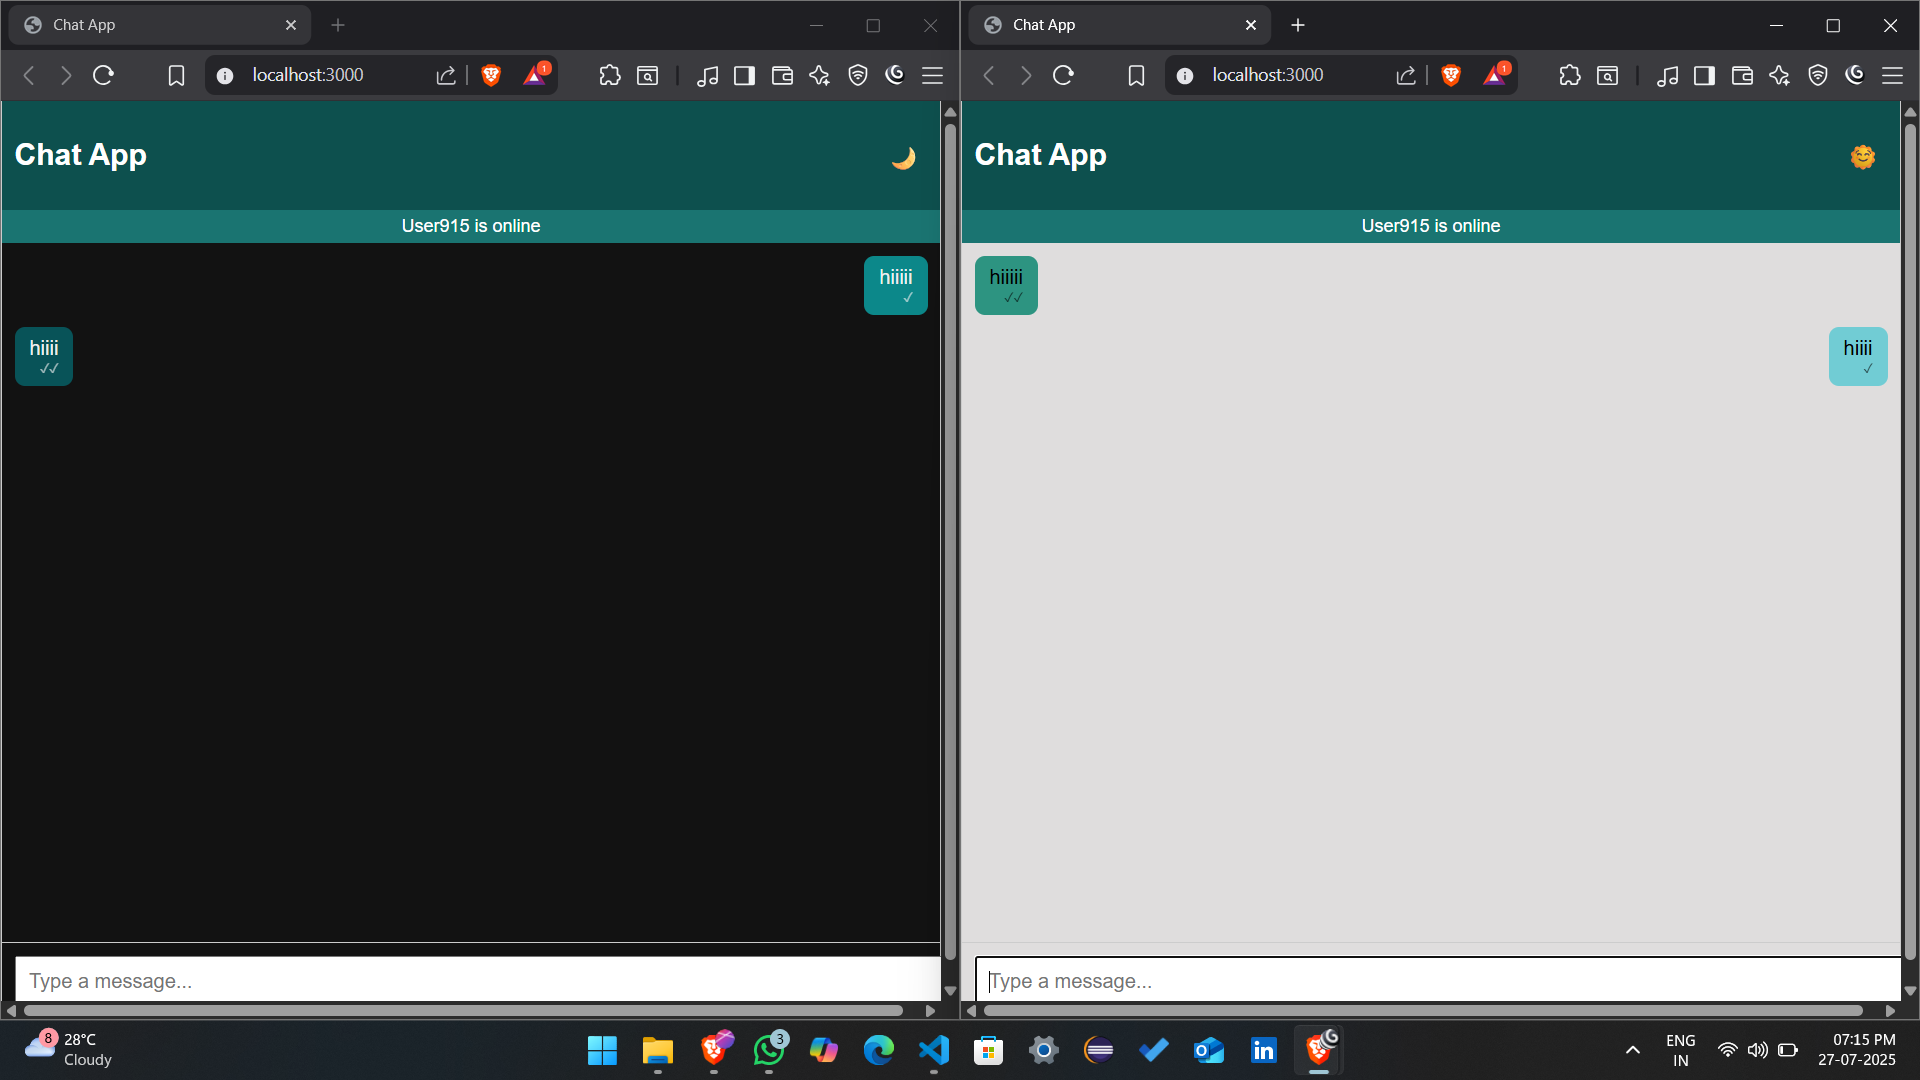 Chat App
Chat App
localhost:3000
1
localhost:3000
1
Chat App
User915 is online
hiiiii
✓
hiiii
✓✓
Type a message...
Chat App
User915 is online
hiiiii
✓✓
hiiii
✓
Type a message...
8
28°C
Cloudy
3
ENG
IN
07:15 PM
27-07-2025